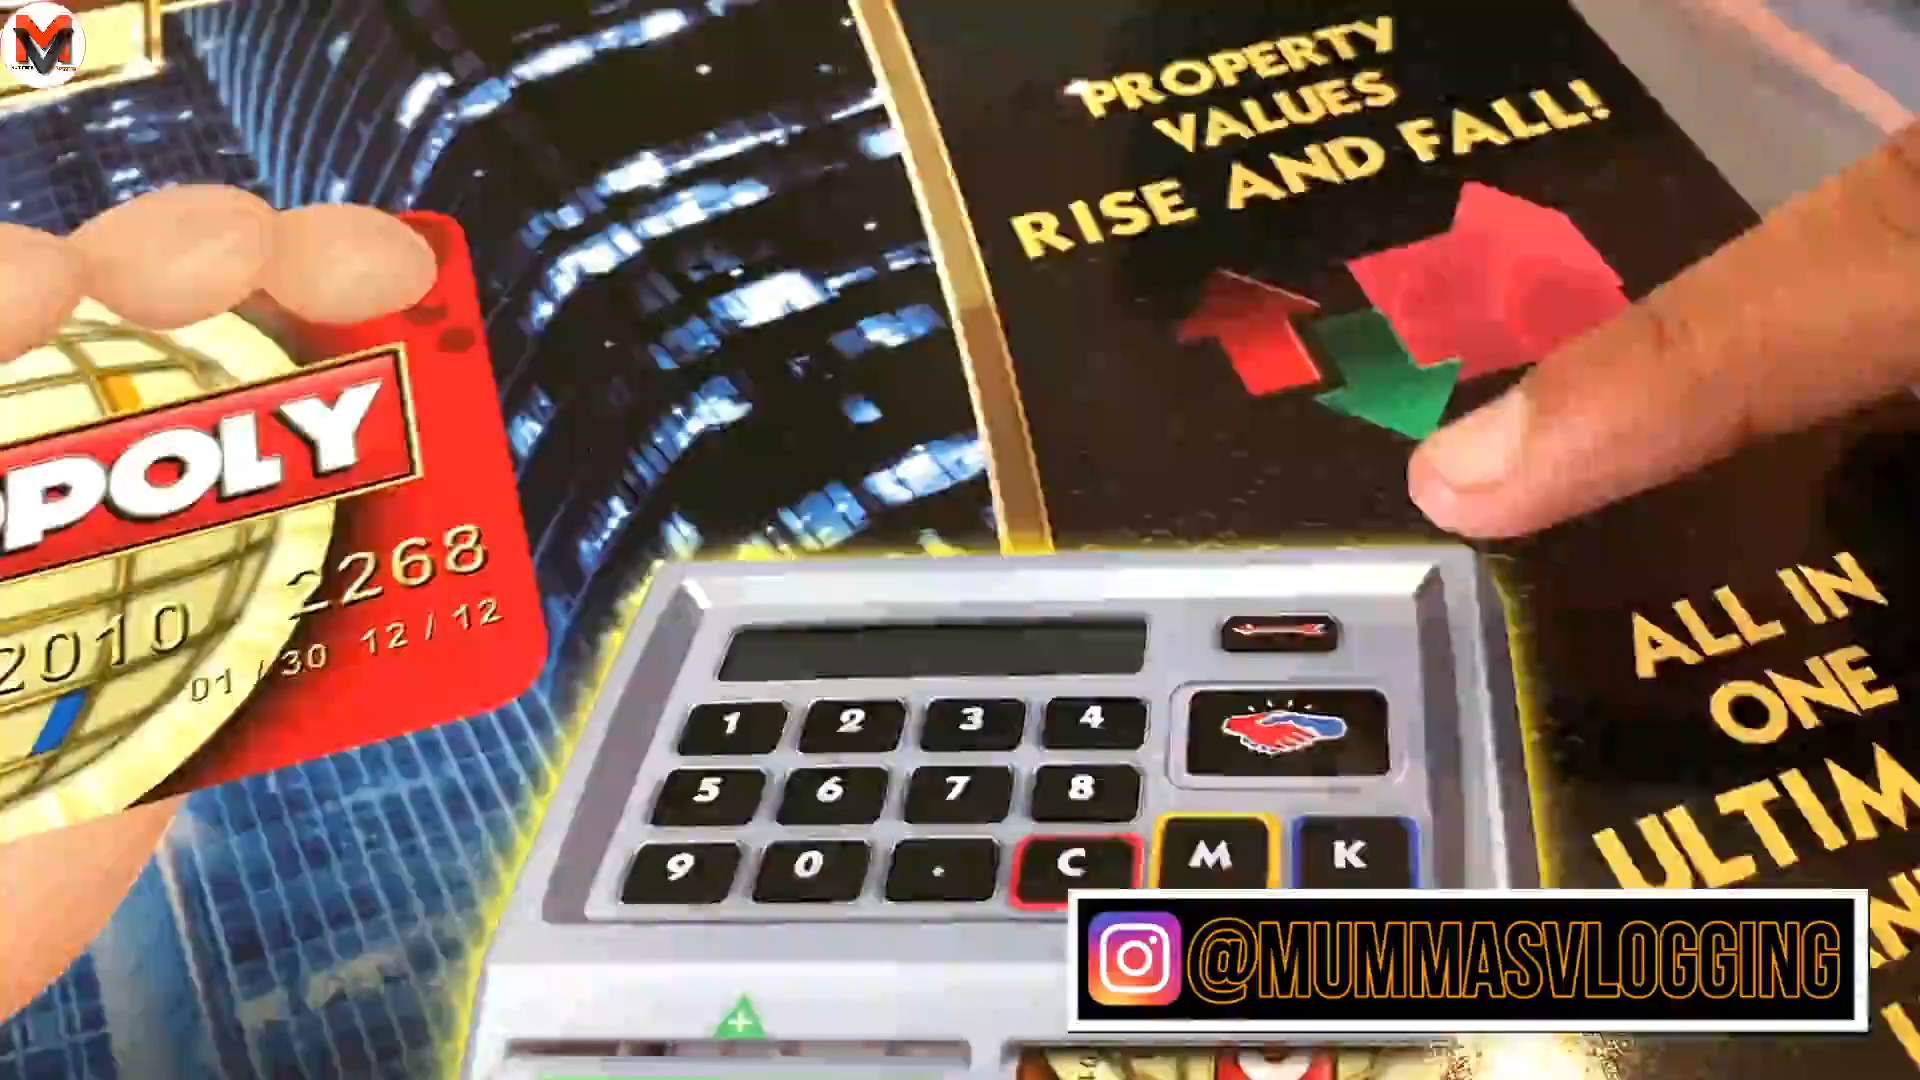 M
PROPERTY
VALUES
RISE AND FALL!
POLY
2268
2010
01/30 12/12
1 2 3 4
5 6 7 8
9 0 . C M K
+
ALL IN
ONE
@MUMMASVLOGGING